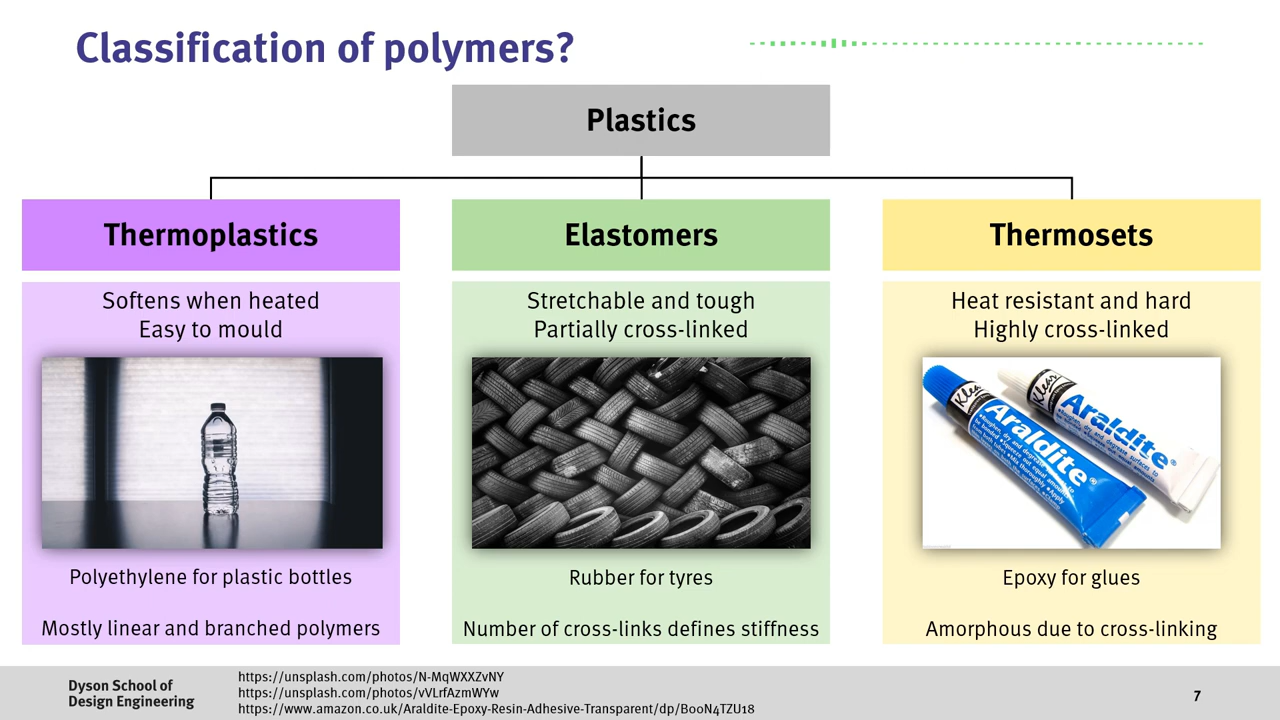 Classification of polymers?
Plastics
Thermoplastics
Softens when heated
Easy to mould
Polyethylene for plastic bottles
Mostly linear and branched polymers
Elastomers
Stretchable and tough
Partially cross-linked
Rubber for tyres
Number of cross-links defines stiffness
Thermosets
Heat resistant and hard
Highly cross-linked
Klear
Araldite®
Klear
Araldite®
Epoxy for glues
Amorphous due to cross-linking
Dyson School of
Design Engineering
https://unsplash.com/photos/N-MqWXXZvNY
https://unsplash.com/photos/vVLrfAzmWYw
https://www.amazon.co.uk/Araldite-Epoxy-Resin-Adhesive-Transparent/dp/B00N4TZU18
7